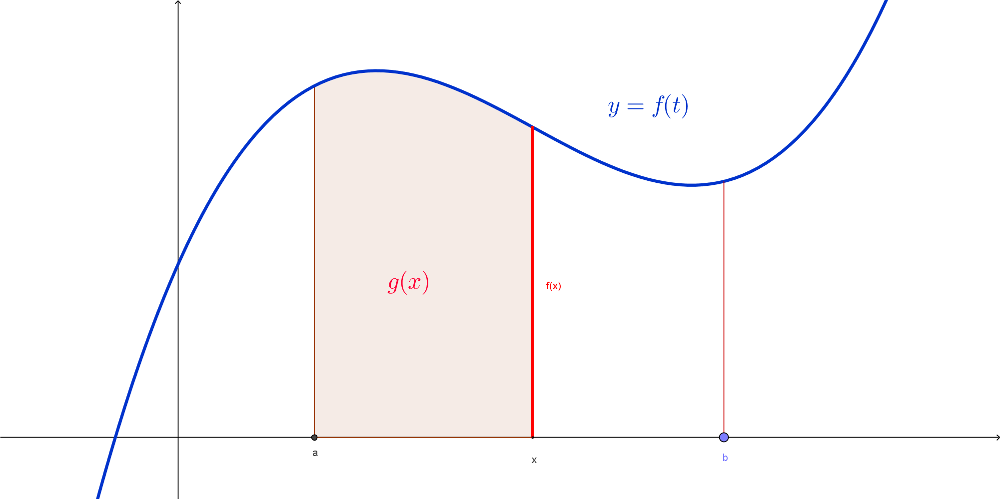 y = f(t)
g(x)
f(x)
a
x
b